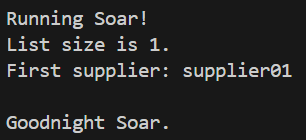 Running Soar!
List size is 1.
First supplier: supplier01
Goodnight Soar.